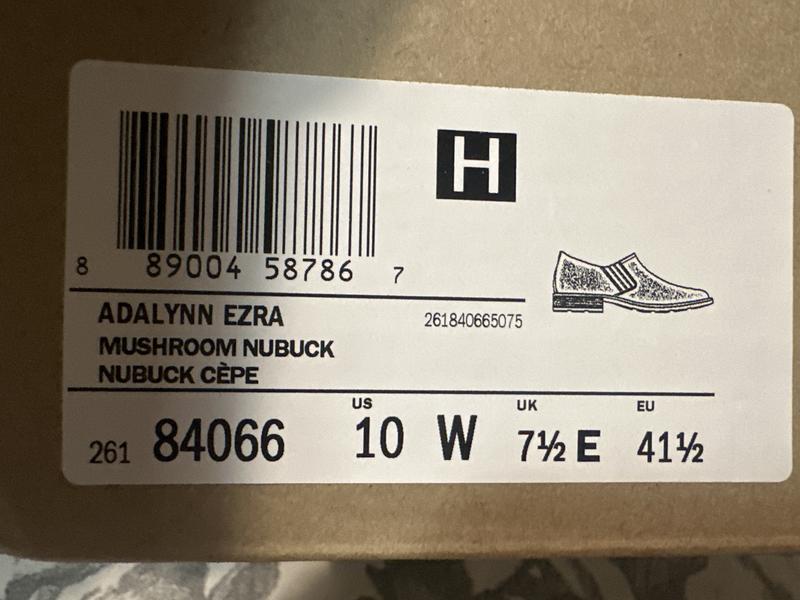 H
8 89004 58786 7
ADALYNN EZRA 261840665075
MUSHROOM NUBUCK
NUBUCK CÈPE
US UK EU
261 84066 10 W 7½ E 41½